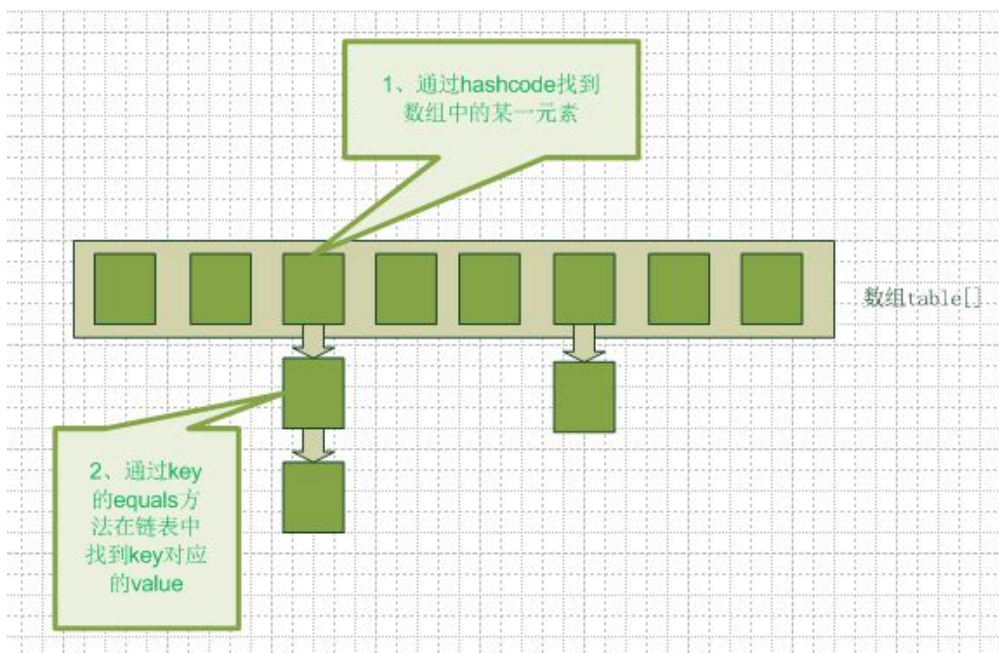 1、通过hashcode找到
数组中的某一元素
数组table[]
2、通过key
的equals方
法在链表中
找到key对应
的value